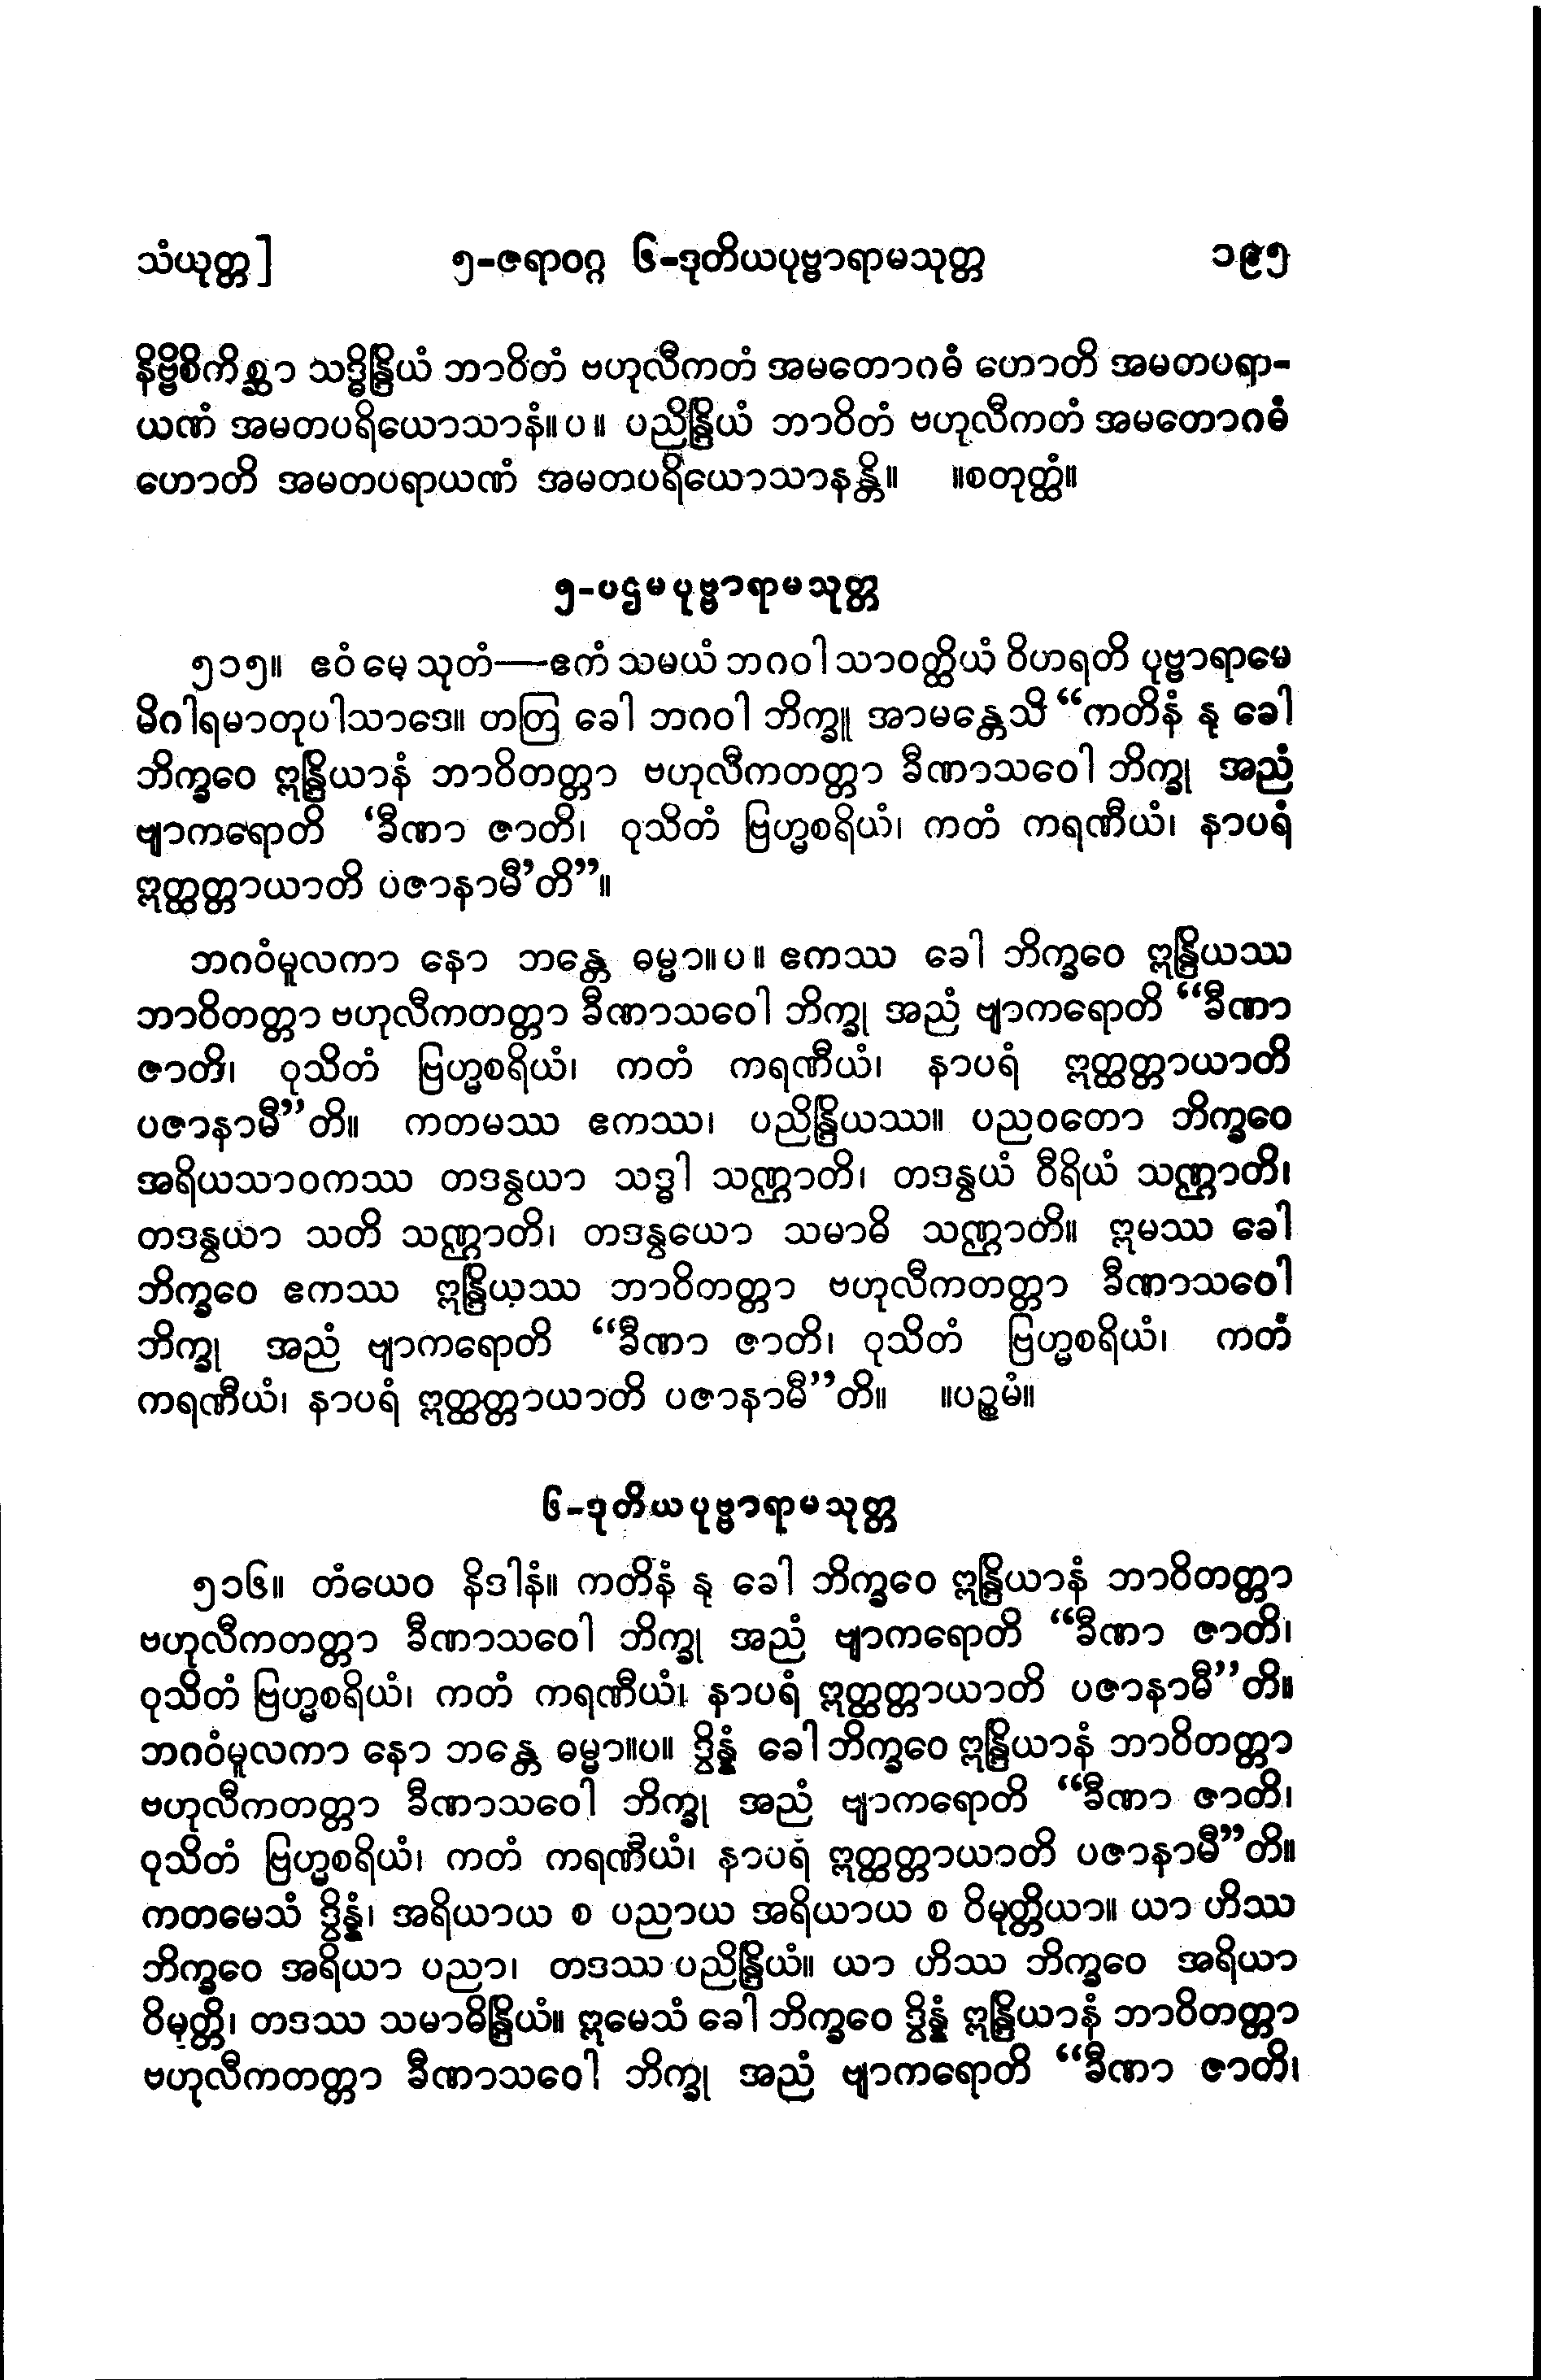 သံယုတ္တ] ၅-ဇရာဝဂ္ဂ ၆-ဒုတိယပုဗ္ဗာရာမသုတ္တ ၁၉၅
နိဗ္ဗိစိကိစ္ဆာ သဒ္ဓိန္ဒြိယံ ဘာဝိတံ ဗဟုလီကတံ အမတောဂဓံ ဟောတိ အမတပရာ-
ယဏံ အမတပရိယောသာနံ။ပ။ ပညိန္ဒြိယံ ဘာဝိတံ ဗဟုလီကတံ အမတောဂဓံ
ဟောတိ အမတပရာယဏံ အမတပရိယောသာနန္တိ။ ။စတုတ္ထံ။
၅-ပဌမပုဗ္ဗာရာမသုတ္တ
၅၁၅။ ဧဝံ မေ သုတံ—ဧကံ သမယံ ဘဂဝါ သာဝတ္ထိယံ ဝိဟရတိ ပုဗ္ဗာရာမေ
မိဂါရမာတုပါသာဒေ။ တတြ ခေါ ဘဂဝါ ဘိက္ခူ အာမန္တေသိ “ကတိနံ နု ခေါ
ဘိက္ခဝေ ဣန္ဒြိယာနံ ဘာဝိတတ္တာ ဗဟုလီကတတ္တာ ခီဏာသဝေါ ဘိက္ခု အညံ
ဗျာကရောတိ ‘ခီဏာ ဇာတိ၊ ဝုသိတံ ဗြဟ္မစရိယံ၊ ကတံ ကရဏီယံ၊ နာပရံ
ဣတ္ထတ္တာယာတိ ပဇာနာမီ’တိ”။
ဘဂဝံမူလကာ နော ဘန္တေ ဓမ္မာ။ပ။ ဧကဿ ခေါ ဘိက္ခဝေ ဣန္ဒြိယဿ
ဘာဝိတတ္တာ ဗဟုလီကတတ္တာ ခီဏာသဝေါ ဘိက္ခု အညံ ဗျာကရောတိ “ခီဏာ
ဇာတိ၊ ဝုသိတံ ဗြဟ္မစရိယံ၊ ကတံ ကရဏီယံ၊ နာပရံ ဣတ္ထတ္တာယာတိ
ပဇာနာမီ”တိ။ ကတမဿ ဧကဿ၊ ပညိန္ဒြိယဿ။ ပညဝတော ဘိက္ခဝေ
အရိယသာဝကဿ တဒန္ွယာ သဒ္ဓါ သဏ္ဌာတိ၊ တဒန္ွယံ ဝီရိယံ သဏ္ဌာတိ၊
တဒန္ွယာ သတိ သဏ္ဌာတိ၊ တဒန္ွယော သမာဓိ သဏ္ဌာတိ။ ဣမဿ ခေါ
ဘိက္ခဝေ ဧကဿ ဣန္ဒြိယဿ ဘာဝိတတ္တာ ဗဟုလီကတတ္တာ ခီဏာသဝေါ
ဘိက္ခု အညံ ဗျာကရောတိ “ခီဏာ ဇာတိ၊ ဝုသိတံ ဗြဟ္မစရိယံ၊ ကတံ
ကရဏီယံ၊ နာပရံ ဣတ္ထတ္တာယာတိ ပဇာနာမီ”တိ။ ။ပဉ္စမံ။
၆-ဒုတိယပုဗ္ဗာရာမသုတ္တ
၅၁၆။ တံယေဝ နိဒါနံ။ ကတိနံ နု ခေါ ဘိက္ခဝေ ဣန္ဒြိယာနံ ဘာဝိတတ္တာ
ဗဟုလီကတတ္တာ ခီဏာသဝေါ ဘိက္ခု အညံ ဗျာကရောတိ “ခီဏာ ဇာတိ၊
ဝုသိတံ ဗြဟ္မစရိယံ၊ ကတံ ကရဏီယံ၊ နာပရံ ဣတ္ထတ္တာယာတိ ပဇာနာမီ”တိ။
ဘဂဝံမူလကာ နော ဘန္တေ ဓမ္မာ။ပ။ ဒွိန္နံ ခေါ ဘိက္ခဝေ ဣန္ဒြိယာနံ ဘာဝိတတ္တာ
ဗဟုလီကတတ္တာ ခီဏာသဝေါ ဘိက္ခု အညံ ဗျာကရောတိ “ခီဏာ ဇာတိ၊
ဝုသိတံ ဗြဟ္မစရိယံ၊ ကတံ ကရဏီယံ၊ နာပရံ ဣတ္ထတ္တာယာတိ ပဇာနာမီ”တိ။
ကတမေသံ ဒွိန္နံ၊ အရိယာယ စ ပညာယ အရိယာယ စ ဝိမုတ္တိယာ။ ယာ ဟိဿ
ဘိက္ခဝေ အရိယာ ပညာ၊ တဒဿ ပညိန္ဒြိယံ။ ယာ ဟိဿ ဘိက္ခဝေ အရိယာ
ဝိမုတ္တိ၊ တဒဿ သမာဓိန္ဒြိယံ။ ဣမေသံ ခေါ ဘိက္ခဝေ ဒွိန္နံ ဣန္ဒြိယာနံ ဘာဝိတတ္တာ
ဗဟုလီကတတ္တာ ခီဏာသဝေါ ဘိက္ခု အညံ ဗျာကရောတိ “ခီဏာ ဇာတိ၊